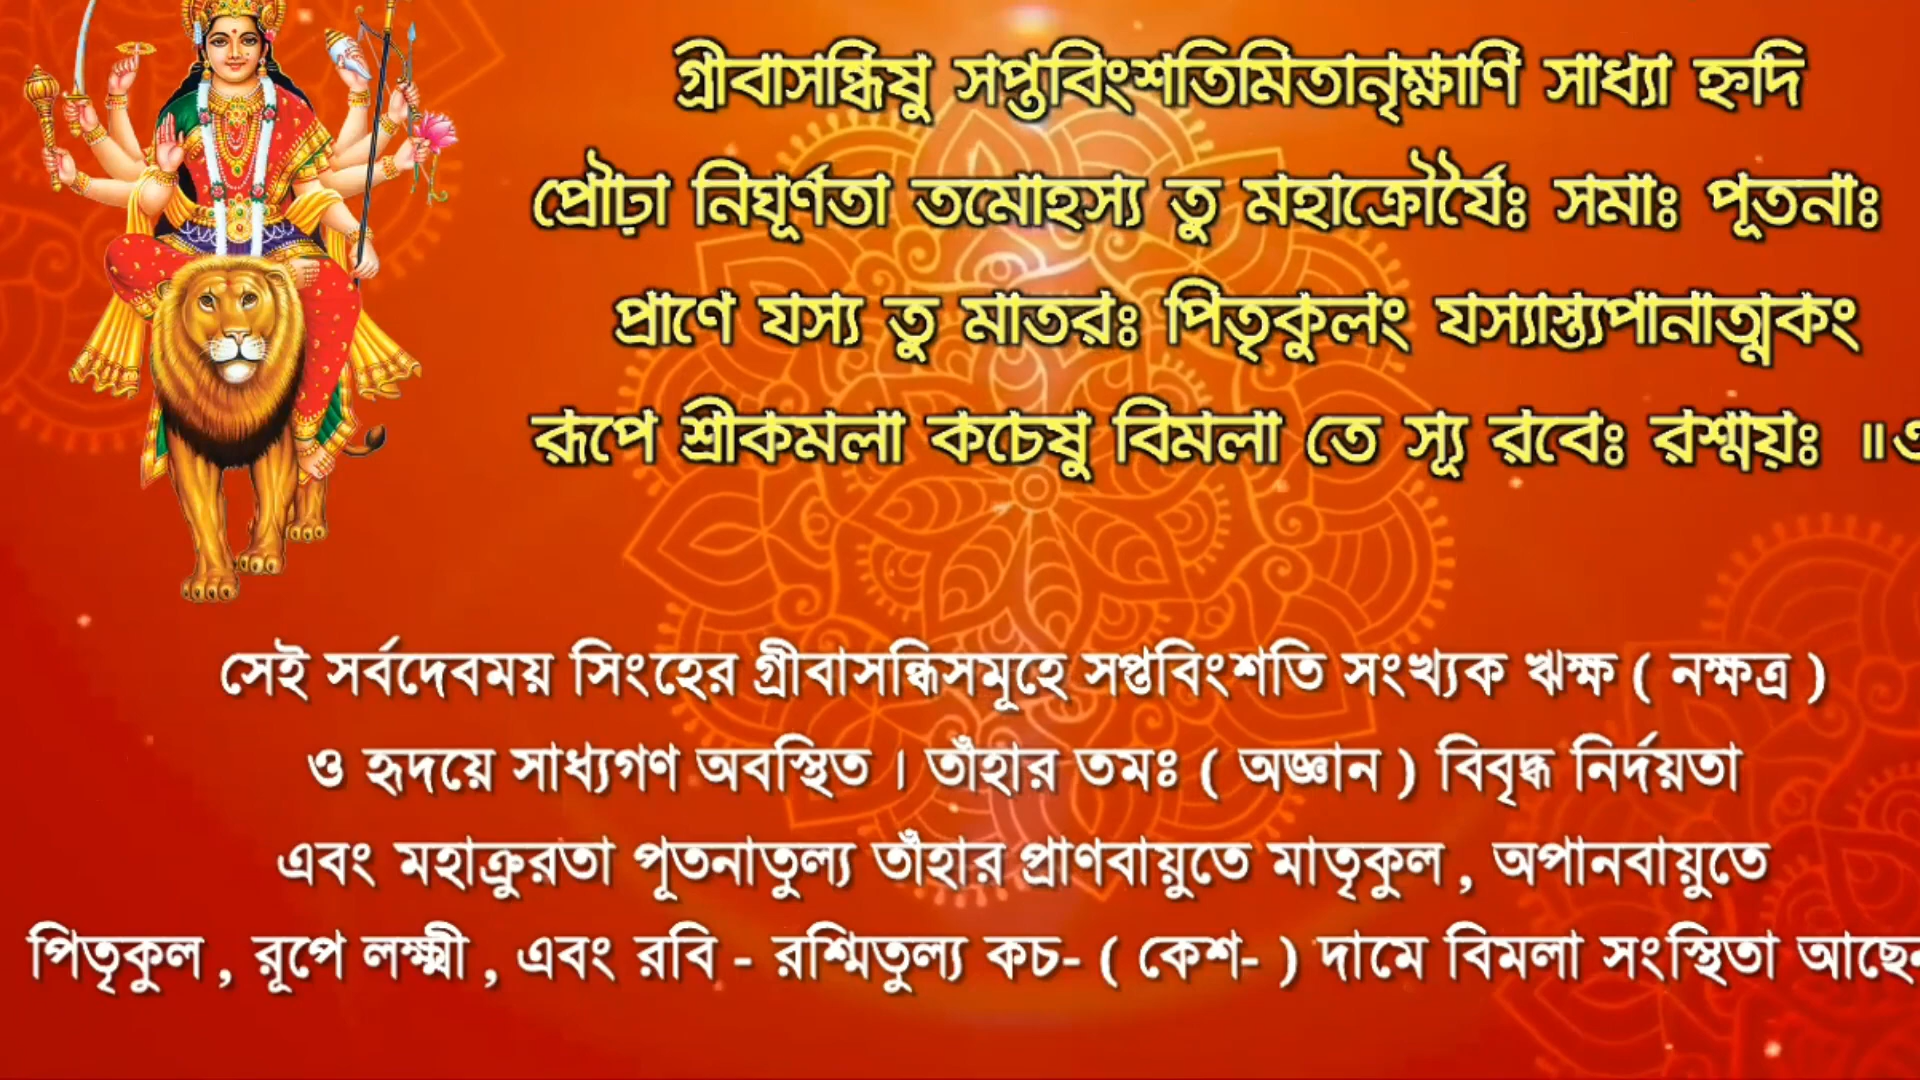 গ্রীবাসন্ধিষু সপ্তবিংশতিমিতানৃক্ষাণি সাধ্যা হৃদি
প্রৌঢ়া নির্ঘূণতা তমোহস্য তু মহাক্রৌর্যৈঃ সমাঃ পূতনাঃ
প্রাণে যস্য তু মাতরঃ পিতৃকুলং যস্যাস্ত্যপানাত্মকং
রূপে শ্রীকমলা কচেষু বিমলা তে স্যূ রবেঃ রশ্ময়ঃ ॥
সেই সর্বদেবময় সিংহের গ্রীবাসন্ধিসমূহে সপ্তবিংশতি সংখ্যক ঋক্ষ ( নক্ষত্র )
ও হৃদয়ে সাধ্যগণ অবস্থিত । তাঁহার তমঃ ( অজ্ঞান ) বিবৃদ্ধ নির্দয়তা
এবং মহাক্রুরতা পূতনাতুল্য তাঁহার প্রাণবায়ুতে মাতৃকুল , অপানবায়ুতে
পিতৃকুল , রূপে লক্ষ্মী , এবং রবি - রশ্মিতুল্য কচ- ( কেশ- ) দামে বিমলা সংস্থিতা